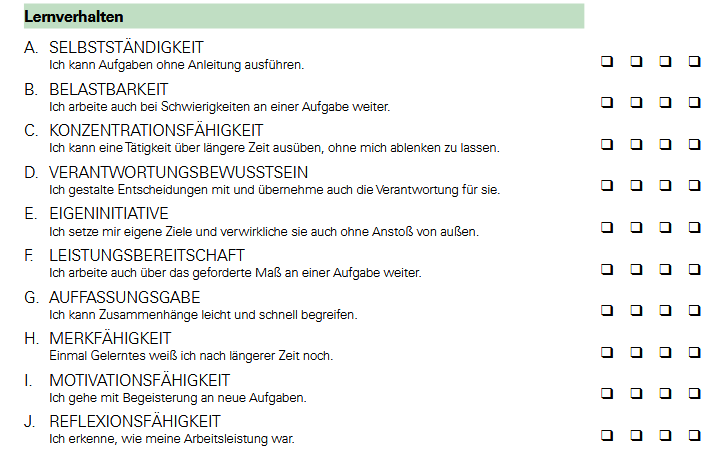 Lernverhalten
A. SELBSTSTÄNDIGKEIT
Ich kann Aufgaben ohne Anleitung ausführen.
B. BELASTBARKEIT
Ich arbeite auch bei Schwierigkeiten an einer Aufgabe weiter.
C. KONZENTRATIONSFÄHIGKEIT
Ich kann eine Tätigkeit über längere Zeit ausüben, ohne mich ablenken zu lassen.
D. VERANTWORTUNGSBEWUSSTSEIN
Ich gestalte Entscheidungen mit und übernehme auch die Verantwortung für sie.
E. EIGENINITIATIVE
Ich setze mir eigene Ziele und verwirkliche sie auch ohne Anstoß von außen.
F. LEISTUNGSBEREITSCHAFT
Ich arbeite auch über das geforderte Maß an einer Aufgabe weiter.
G. AUFFASSUNGSGABE
Ich kann Zusammenhänge leicht und schnell begreifen.
H. MERKFÄHIGKEIT
Einmal Gelerntes weiß ich nach längerer Zeit noch.
I. MOTIVATIONSFÄHIGKEIT
Ich gehe mit Begeisterung an neue Aufgaben.
J. REFLEXIONSFÄHIGKEIT
Ich erkenne, wie meine Arbeitsleistung war.